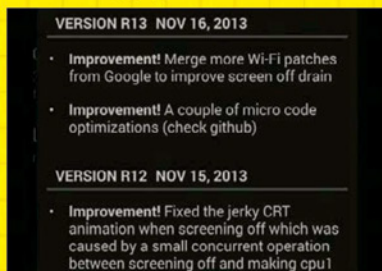 VERSION R13 NOV 16, 2013
• Improvement! Merge more Wi-Fi patches
from Google to improve screen off drain
• Improvement! A couple of micro code
optimizations (check github)
VERSION R12 NOV 15, 2013
• Improvement! Fixed the jerky CRT
animation when screening off which was
caused by a small concurrent operation
between screening off and making cpu1